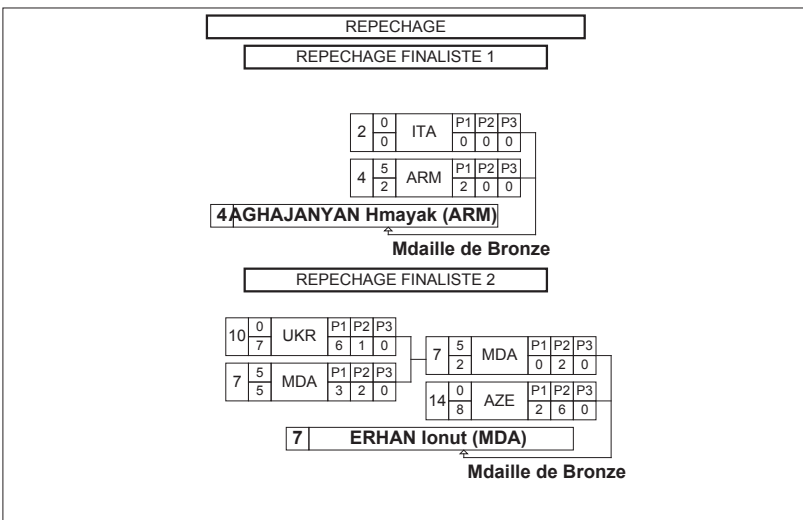 REPECHAGE
REPECHAGE FINALISTE 1
2 0 ITA P1 P2 P3
0 0 0 0
4 5 ARM P1 P2 P3
2 2 0 0
4 AGHAJANYAN Hmayak (ARM)
Mdaille de Bronze
REPECHAGE FINALISTE 2
10 0 UKR P1 P2 P3
7 6 1 0
7 5 MDA P1 P2 P3
5 3 2 0
7 5 MDA P1 P2 P3
2 0 2 0
14 0 AZE P1 P2 P3
8 2 6 0
7 ERHAN Ionut (MDA)
Mdaille de Bronze